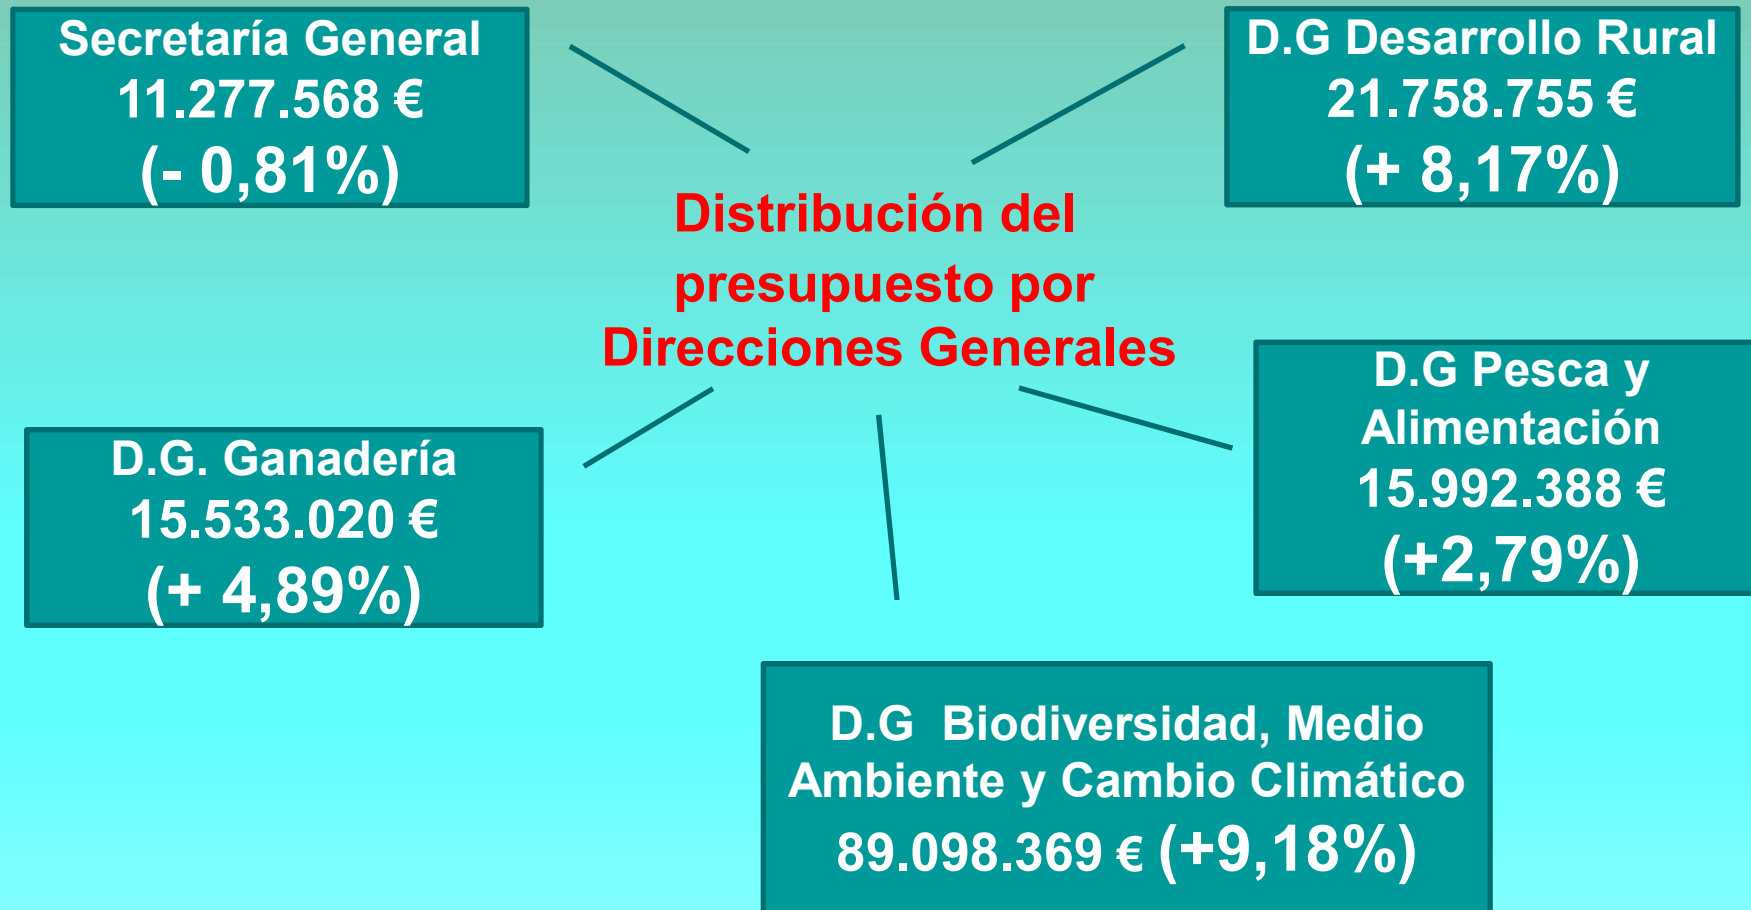 Secretaría General
11.277.568 €
(- 0,81%)
D.G Desarrollo Rural
21.758.755 €
(+ 8,17%)
Distribución del
presupuesto por
Direcciones Generales
D.G. Ganadería
15.533.020 €
(+ 4,89%)
D.G Pesca y
Alimentación
15.992.388 €
(+2,79%)
D.G Biodiversidad, Medio
Ambiente y Cambio Climático
89.098.369 € (+9,18%)